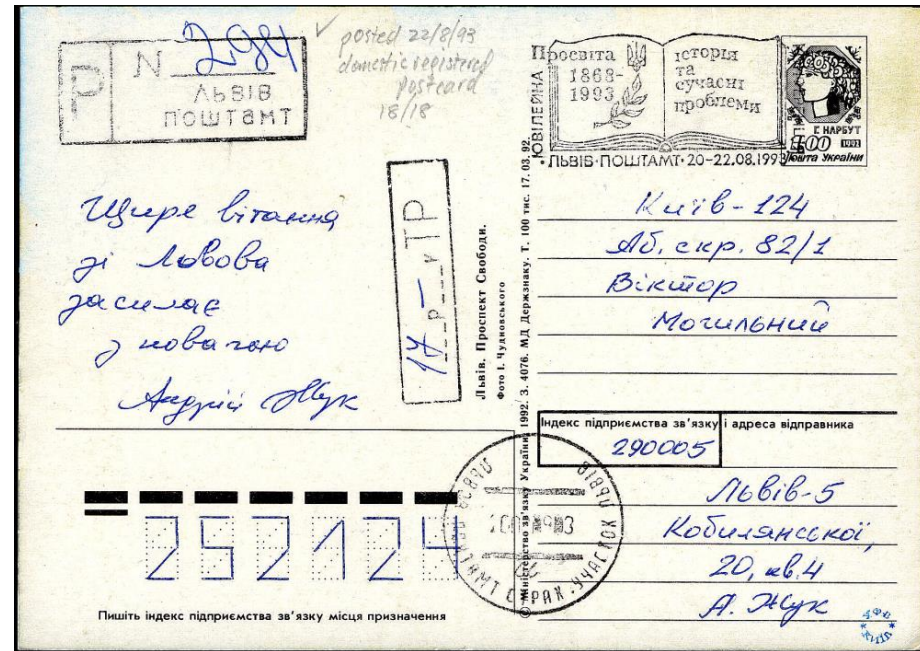 Р
N 294
ЛЬВІВ
ПОШТАМТ
posted 22/8/93
domestic registered
postcard
18/18
Просвіта
1868-
1993
історія
та
сучасні
проблеми
ЮВІЛЕЙНА
• ЛЬВІВ • ПОШТАМТ • 20-22.08.1993
Г. НАРБУТ
1992
Пошта України
Щире вітання
зі Львова
засилає
з повагою
Андрій Жук
17 р. — у ТР
Львів. Проспект Свободи.
Фото І. Чудновського
© Міністерство зв'язку України. 1992. З. 4076. МД Держзнаку. Т. 100 тис. 17. 03. 92.
Київ-124
Аб. скр. 82/1
Віктор
Могильний
Індекс підприємства зв'язку і адреса відправника
290005
Львів-5
Кобилянської,
20, кв. 4
А. Жук
252124
Пишіть індекс підприємства зв'язку місця призначення